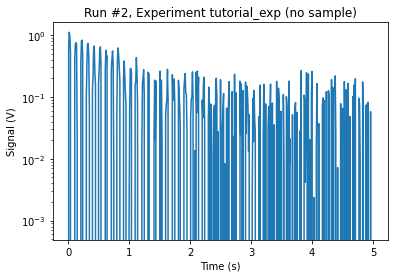 Run #2, Experiment tutorial_exp (no sample)
Signal (V)
10⁰
10⁻¹
10⁻²
10⁻³
0 1 2 3 4 5
Time (s)